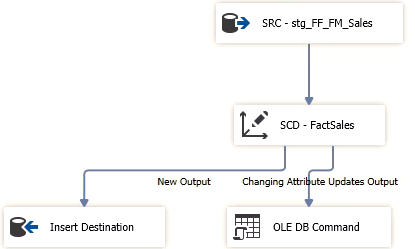 SRC - stg_FF_FM_Sales
SCD - FactSales
New Output
Changing Attribute Updates Output
Insert Destination
OLE DB Command